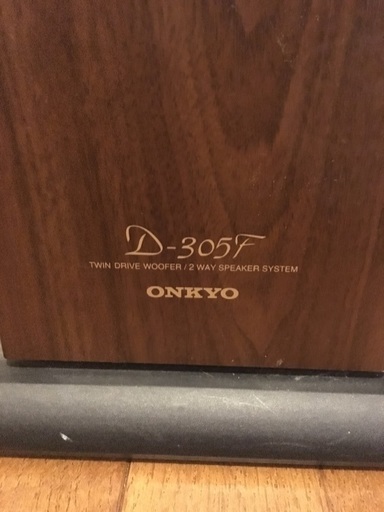 D-305F
TWIN DRIVE WOOFER / 2 WAY SPEAKER SYSTEM
ONKYO